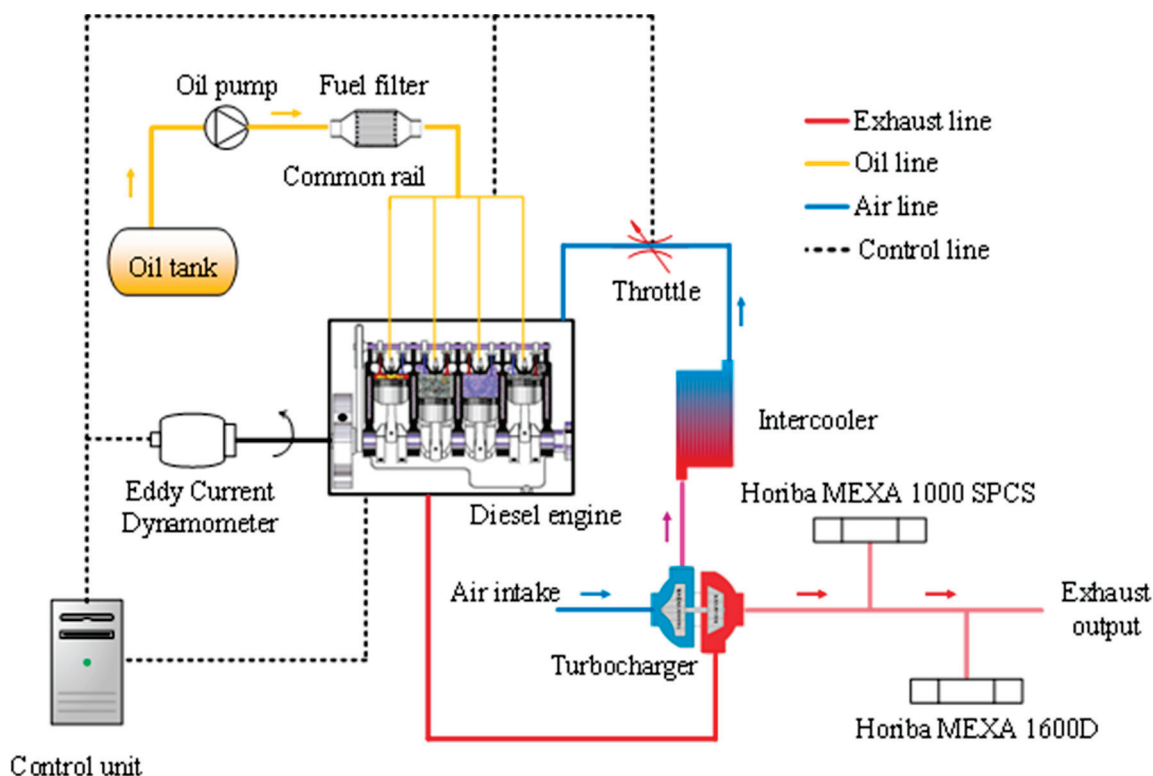 Oil pump
Fuel filter
Exhaust line
Oil line
Air line
Control line
Common rail
Oil tank
Throttle
Intercooler
Eddy Current
Dynamometer
Diesel engine
Horiba MEXA 1000 SPCS
Air intake
Exhaust
output
Turbocharger
Horiba MEXA 1600D
Control unit